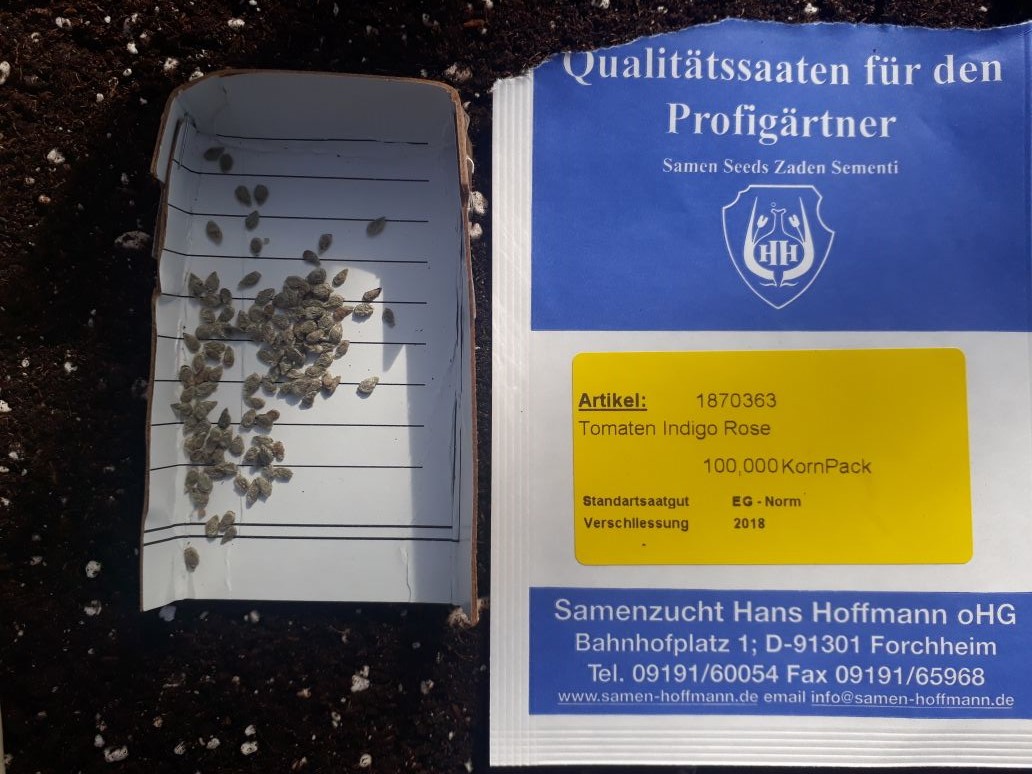 Qualitätssaaten für den
Profigärtner
Samen Seeds Zaden Sementi
HH
Artikel: 1870363
Tomaten Indigo Rose
100,000 KornPack
Standartsaatgut EG - Norm
Verschliessung 2018
Samenzucht Hans Hoffmann oHG
Bahnhofplatz 1; D-91301 Forchheim
Tel. 09191/60054 Fax 09191/65968
www.samen-hoffmann.de email info@samen-hoffmann.de